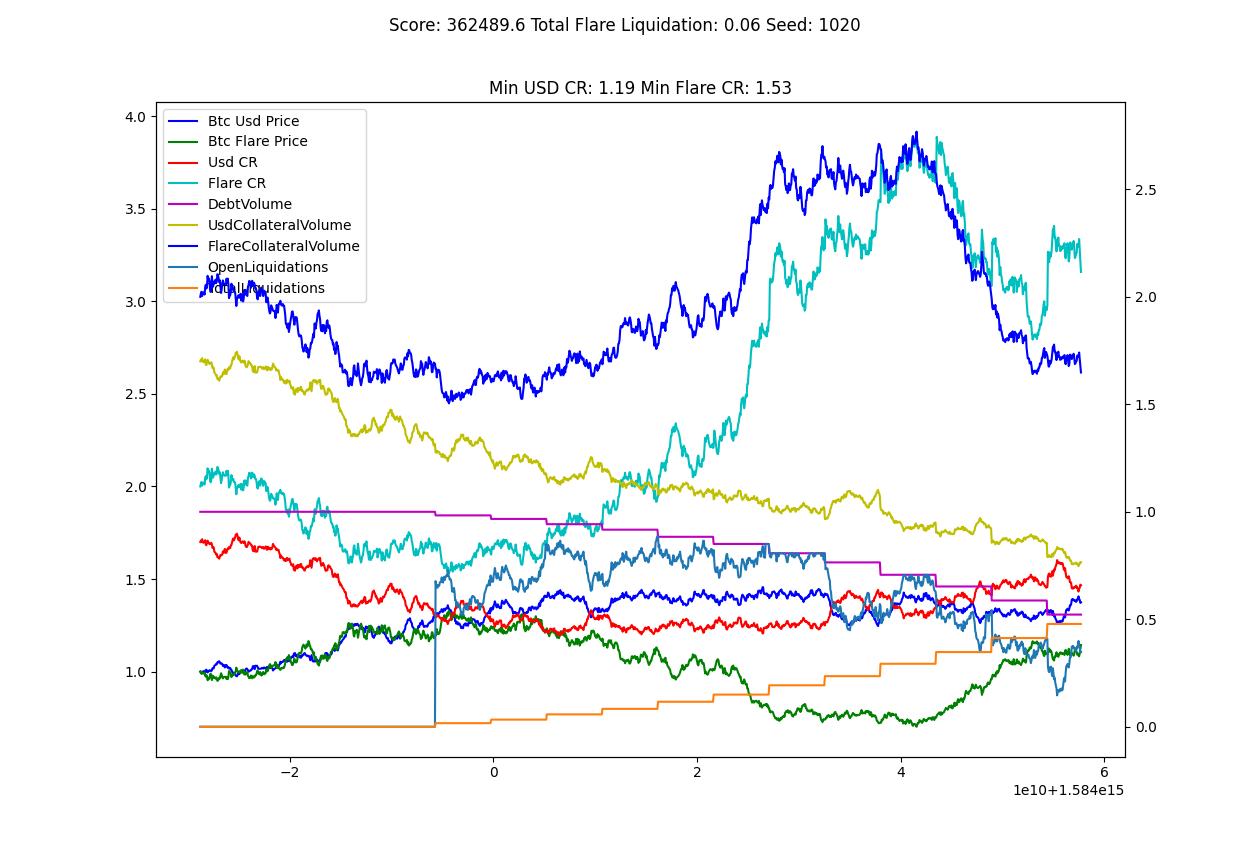 Score: 362489.6 Total Flare Liquidation: 0.06 Seed: 1020
Min USD CR: 1.19 Min Flare CR: 1.53
4.0
3.5
3.0
2.5
2.0
1.5
1.0
Btc Usd Price
Btc Flare Price
Usd CR
Flare CR
DebtVolume
UsdCollateralVolume
FlareCollateralVolume
OpenLiquidations
TotalLiquidations
2.5
2.0
1.5
1.0
0.5
0.0
−2
0
2
4
6
1e10+1.584e15